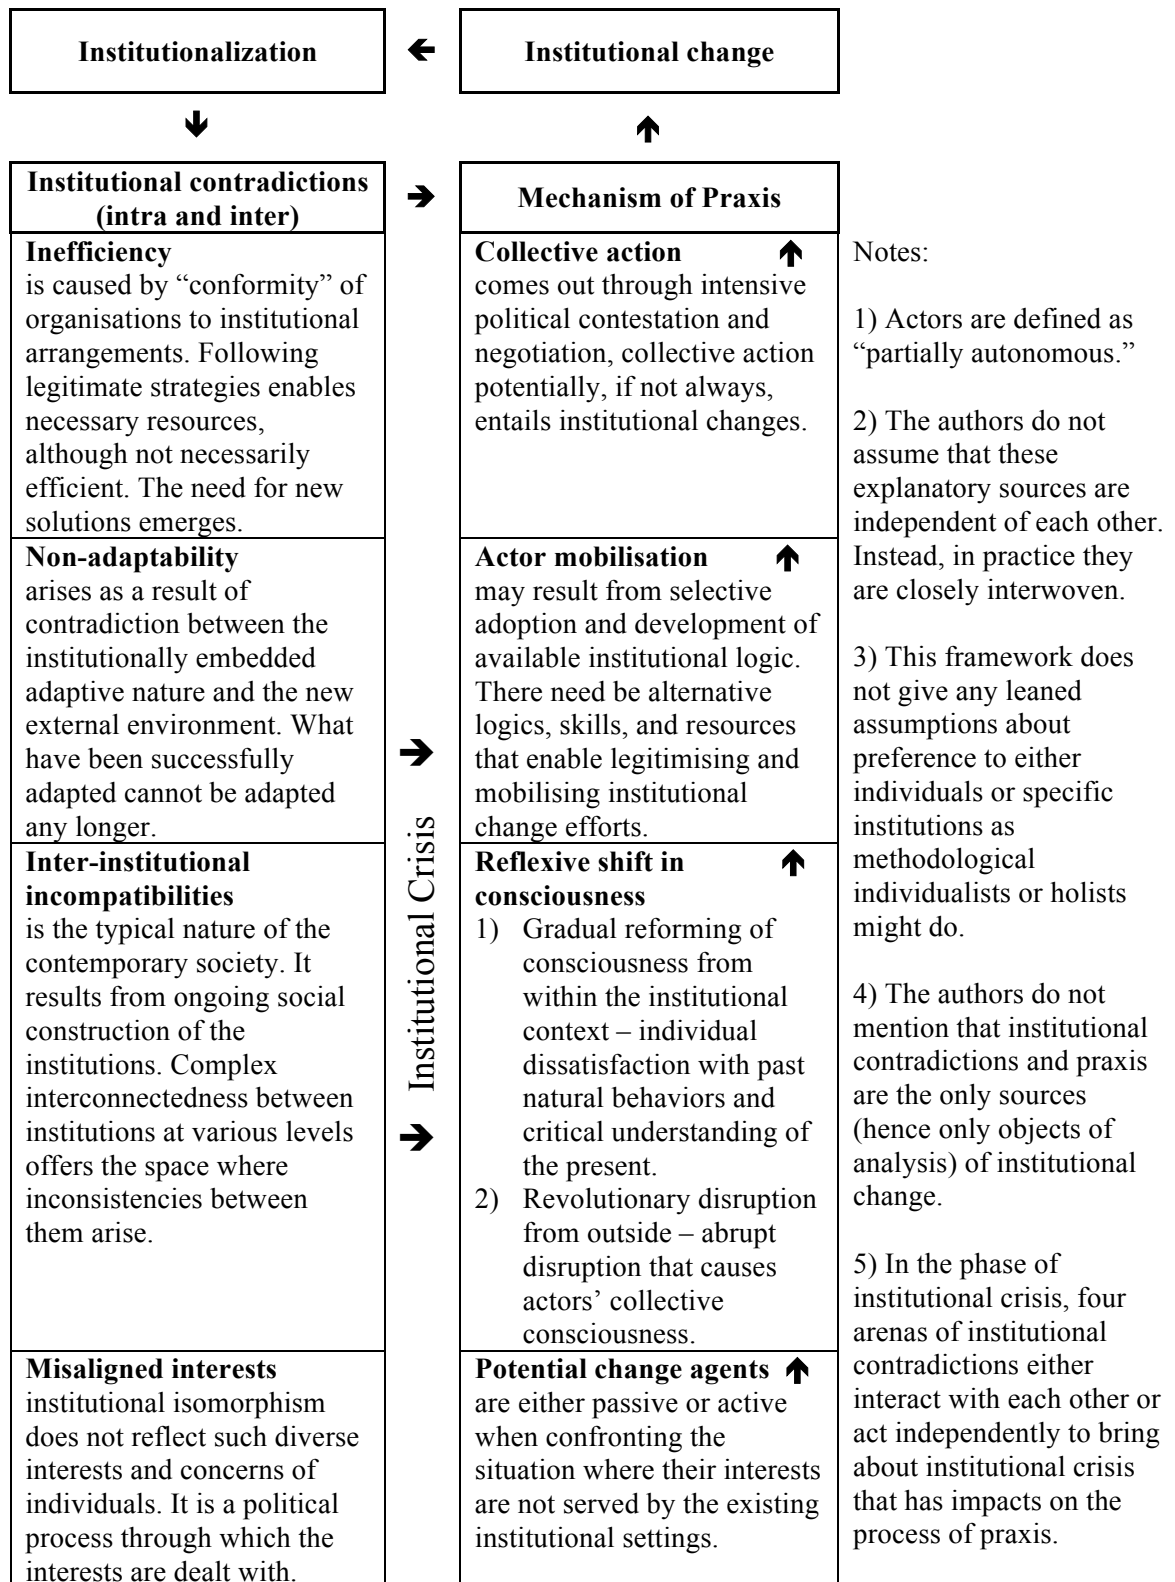 Institutionalization
Institutional change
Institutional contradictions
(intra and inter)
Mechanism of Praxis
Inefficiency
is caused by “conformity” of
organisations to institutional
arrangements. Following
legitimate strategies enables
necessary resources,
although not necessarily
efficient. The need for new
solutions emerges.
Non-adaptability
arises as a result of
contradiction between the
institutionally embedded
adaptive nature and the new
external environment. What
have been successfully
adapted cannot be adapted
any longer.
Inter-institutional
incompatibilities
is the typical nature of the
contemporary society. It
results from ongoing social
construction of the
institutions. Complex
interconnectedness between
institutions at various levels
offers the space where
inconsistencies between
them arise.
Misaligned interests
institutional isomorphism
does not reflect such diverse
interests and concerns of
individuals. It is a political
process through which the
interests are dealt with.
Institutional Crisis
Collective action
comes out through intensive
political contestation and
negotiation, collective action
potentially, if not always,
entails institutional changes.
Actor mobilisation
may result from selective
adoption and development of
available institutional logic.
There need be alternative
logics, skills, and resources
that enable legitimising and
mobilising institutional
change efforts.
Reflexive shift in
consciousness
1) Gradual reforming of
consciousness from
within the institutional
context – individual
dissatisfaction with past
natural behaviors and
critical understanding of
the present.
2) Revolutionary disruption
from outside – abrupt
disruption that causes
actors’ collective
consciousness.
Potential change agents
are either passive or active
when confronting the
situation where their interests
are not served by the existing
institutional settings.
Notes:
1) Actors are defined as
“partially autonomous.”
2) The authors do not
assume that these
explanatory sources are
independent of each other.
Instead, in practice they
are closely interwoven.
3) This framework does
not give any leaned
assumptions about
preference to either
individuals or specific
institutions as
methodological
individualists or holists
might do.
4) The authors do not
mention that institutional
contradictions and praxis
are the only sources
(hence only objects of
analysis) of institutional
change.
5) In the phase of
institutional crisis, four
arenas of institutional
contradictions either
interact with each other or
act independently to bring
about institutional crisis
that has impacts on the
process of praxis.